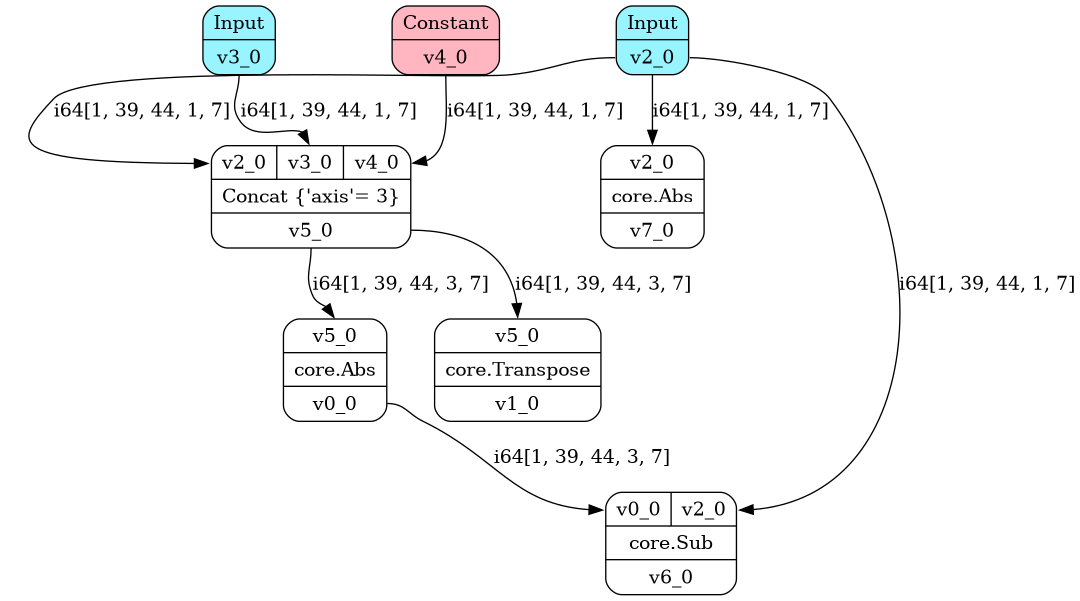 Input
v3_0
Constant
v4_0
Input
v2_0
i64[1, 39, 44, 1, 7]
i64[1, 39, 44, 1, 7]
i64[1, 39, 44, 1, 7]
i64[1, 39, 44, 1, 7]
v2_0 v3_0 v4_0
Concat {'axis'= 3}
v5_0
v2_0
core.Abs
v7_0
i64[1, 39, 44, 3, 7]
i64[1, 39, 44, 3, 7]
i64[1, 39, 44, 1, 7]
v5_0
core.Abs
v0_0
v5_0
core.Transpose
v1_0
i64[1, 39, 44, 3, 7]
v0_0 v2_0
core.Sub
v6_0